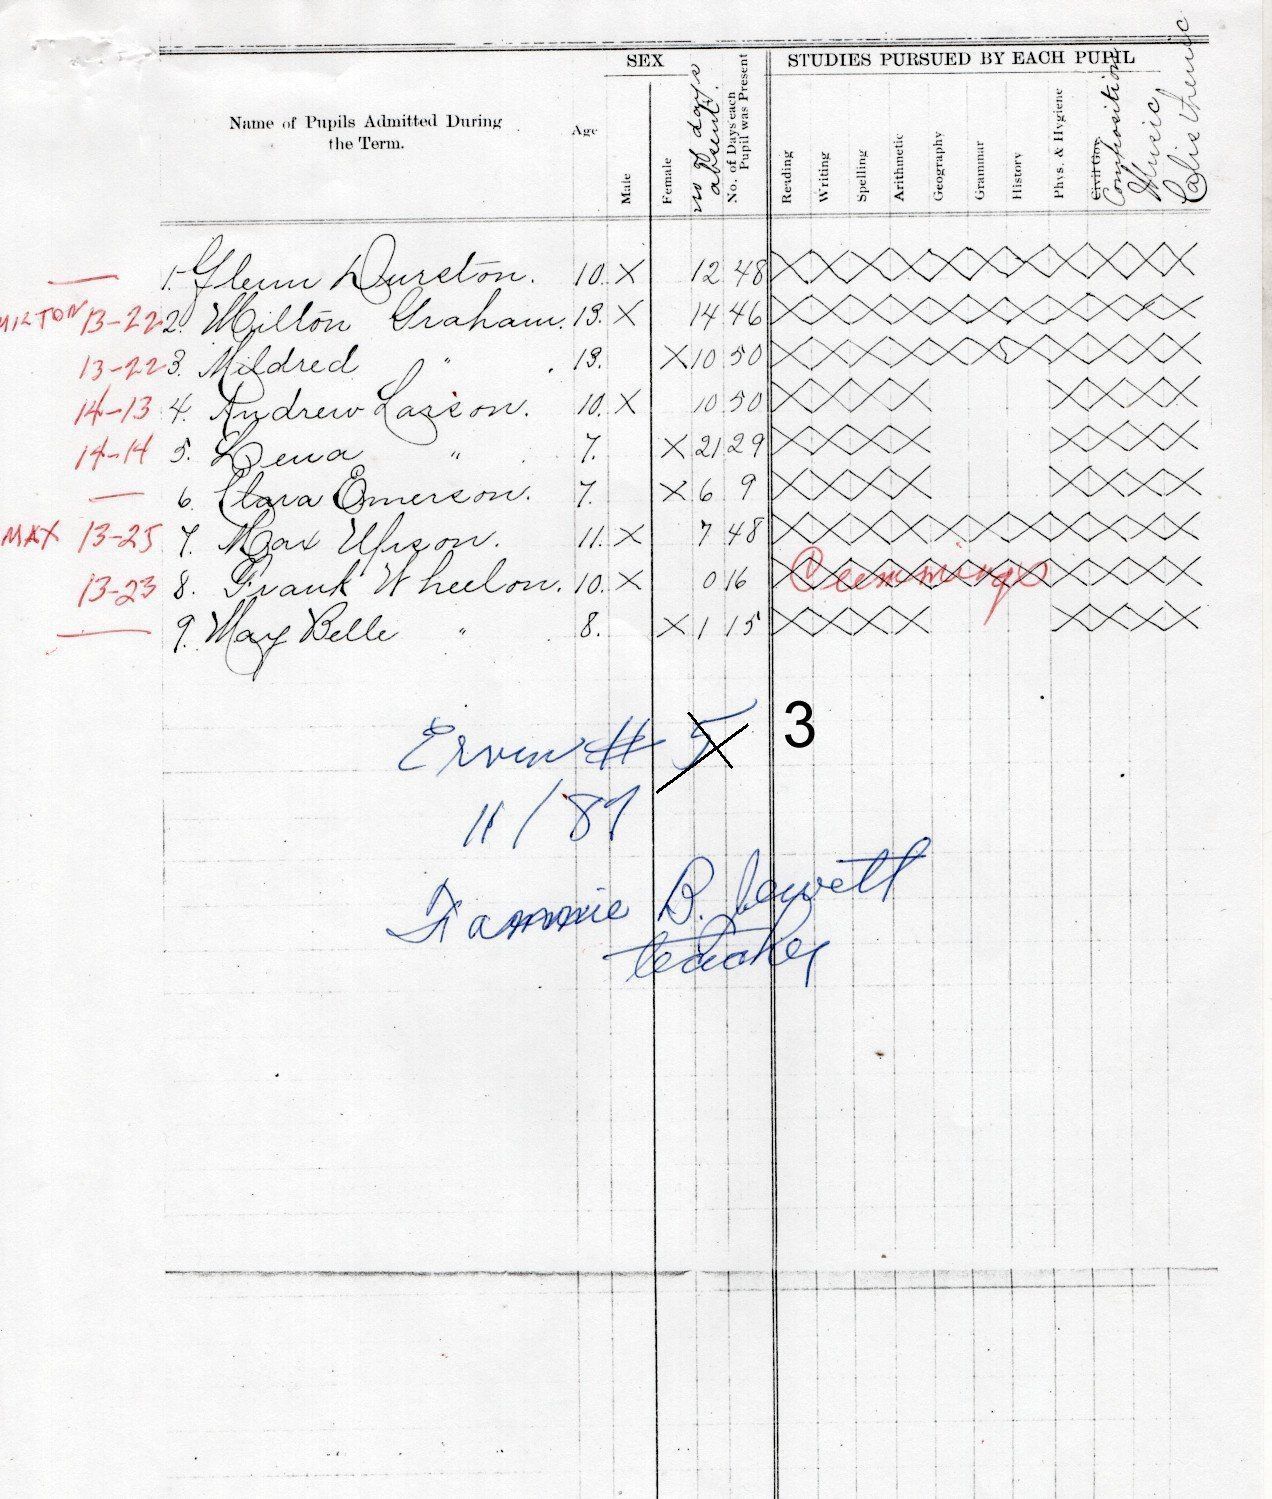 SEX
STUDIES PURSUED BY EACH PUPIL
Name of Pupils Admitted During
the Term.
Age
Male
Female
no of days
absent.
No. of Days each
Pupil was Present
Reading
Writing
Spelling
Arithmetic
Geography
Grammar
History
Phys. & Hygiene
Civil Gov.
Composition
Music
Calisthenic
1. Glenn Durston. 10. X 12 48 X X X X X X X X X X X
MILTON 13-22 2. Milton Graham. 13. X 14 46 X X X X X X X X X X X
13-22 3. Mildred " . 13. X 10 50 X X X X X X X X X X X
14-13 4. Andrew Larson. 10. X 10 50 X X X X X X X X
14-14 5. Lena " . 7. X 21 29 X X X X X X X X
6. Clara Emerson. 7. X 6 9 X X X X X X X X
MAX 13-25 7. Max Upson. 11. X 7 48 X X X X X X X X X X X
13-23 8. Frank Wheelon. 10. X 0 16 X X X X X X X X X X X
Cummings
9. May Belle " . 8. X 1 15 X X X X X X X X
Ervin # 5 3
11/87
Fannie B. Jewett
teacher